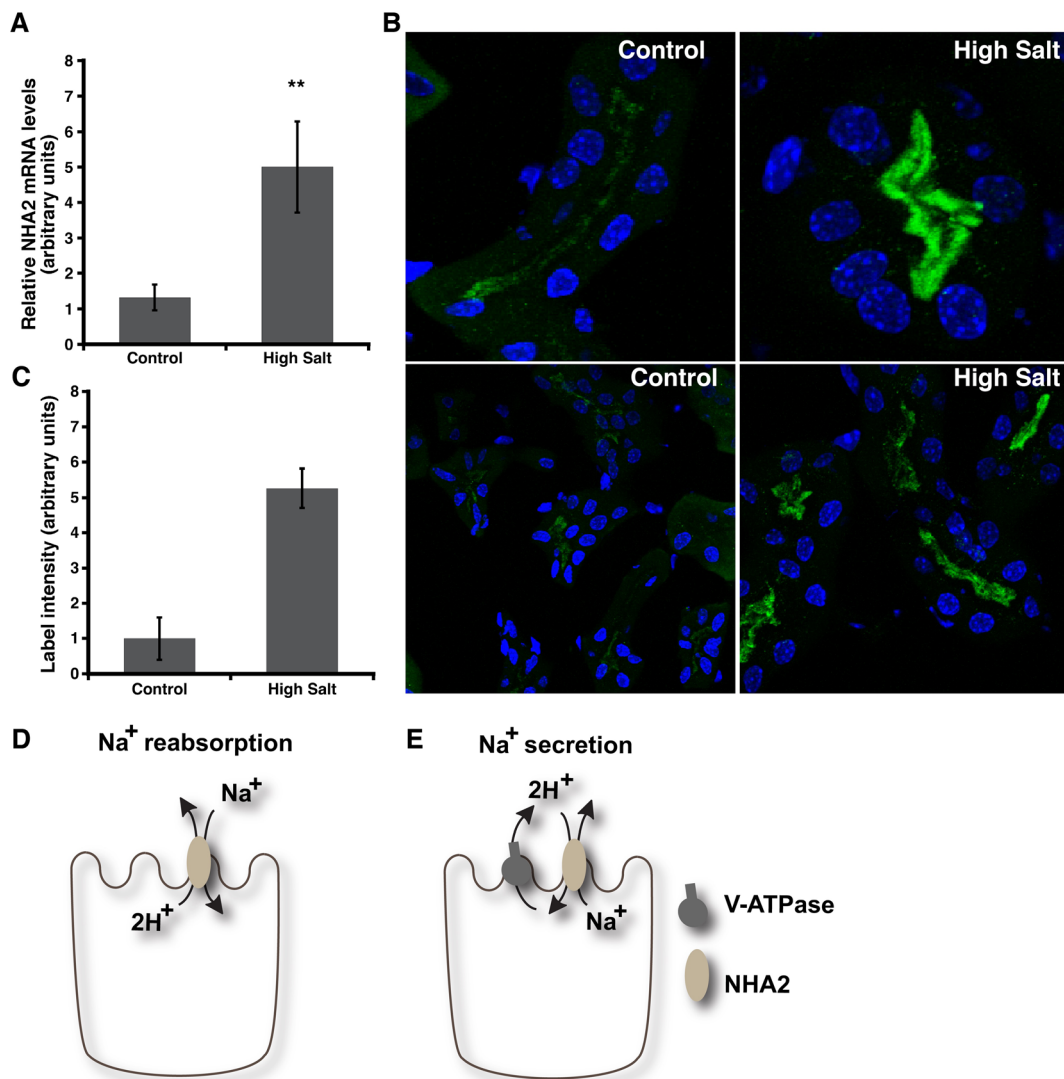 A
Relative NHA2 mRNA levels
(arbitrary units)
8
7
6
5
4
3
2
1
0
**
Control
High Salt
B
Control
High Salt
Control
High Salt
C
Label intensity (arbitrary units)
8
7
6
5
4
3
2
1
0
Control
High Salt
D
Na+ reabsorption
Na+
2H+
E
Na+ secretion
2H+
Na+
V-ATPase
NHA2